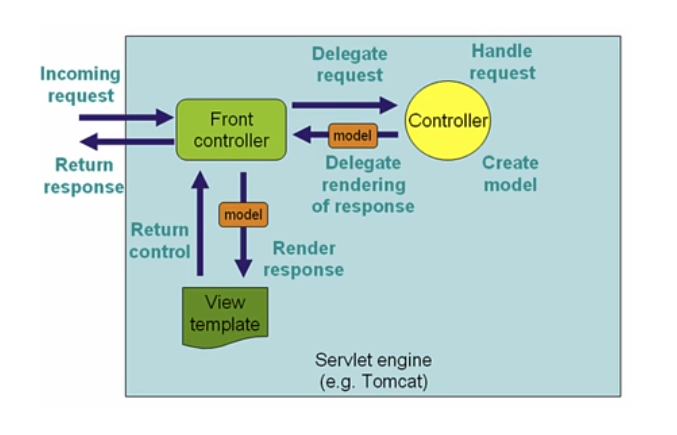 Incoming
request
Return
response
Front
controller
Delegate
request
Handle
request
Controller
model
Delegate
rendering
of response
Create
model
Return
control
model
Render
response
View
template
Servlet engine
(e.g. Tomcat)